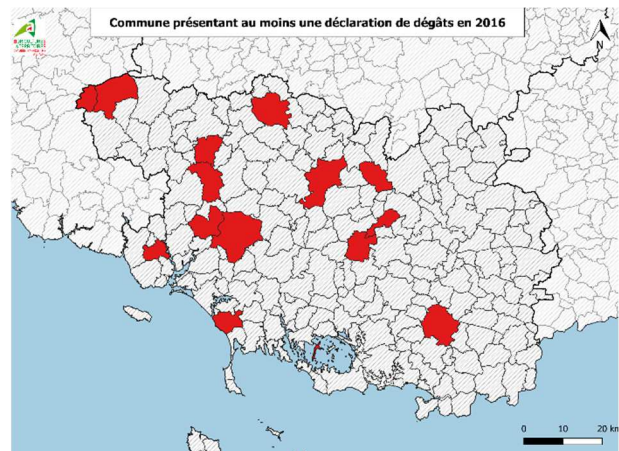 Commune présentant au moins une déclaration de dégâts en 2016
N
0 10 20 km